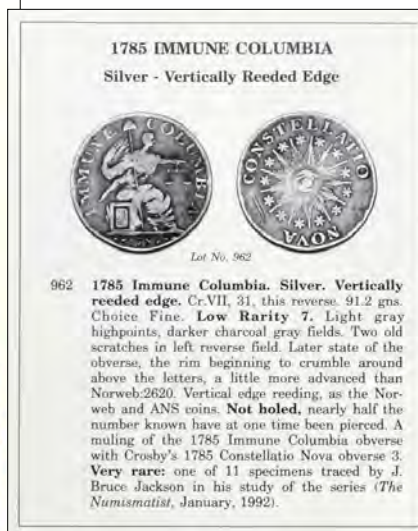 1785 IMMUNE COLUMBIA
Silver - Vertically Reeded Edge
IMMUNE COLUMBIA
CONSTELLATIO
NOVA
Lot No. 962
962 1785 Immune Columbia. Silver. Vertically
reeded edge. Cr.VII, 31, this reverse. 91.2 gns.
Choice Fine. Low Rarity 7. Light gray
highpoints, darker charcoal gray fields. Two old
scratches in left reverse field. Later state of the
obverse, the rim beginning to crumble around
above the letters, a little more advanced than
Norweb:2620. Vertical edge reeding, as the Nor-
web and ANS coins. Not holed, nearly half the
number known have at one time been pierced. A
muling of the 1785 Immune Columbia obverse
with Crosby's 1785 Constellatio Nova obverse 3.
Very rare: one of 11 specimens traced by J.
Bruce Jackson in his study of the series (The
Numismatist, January, 1992).